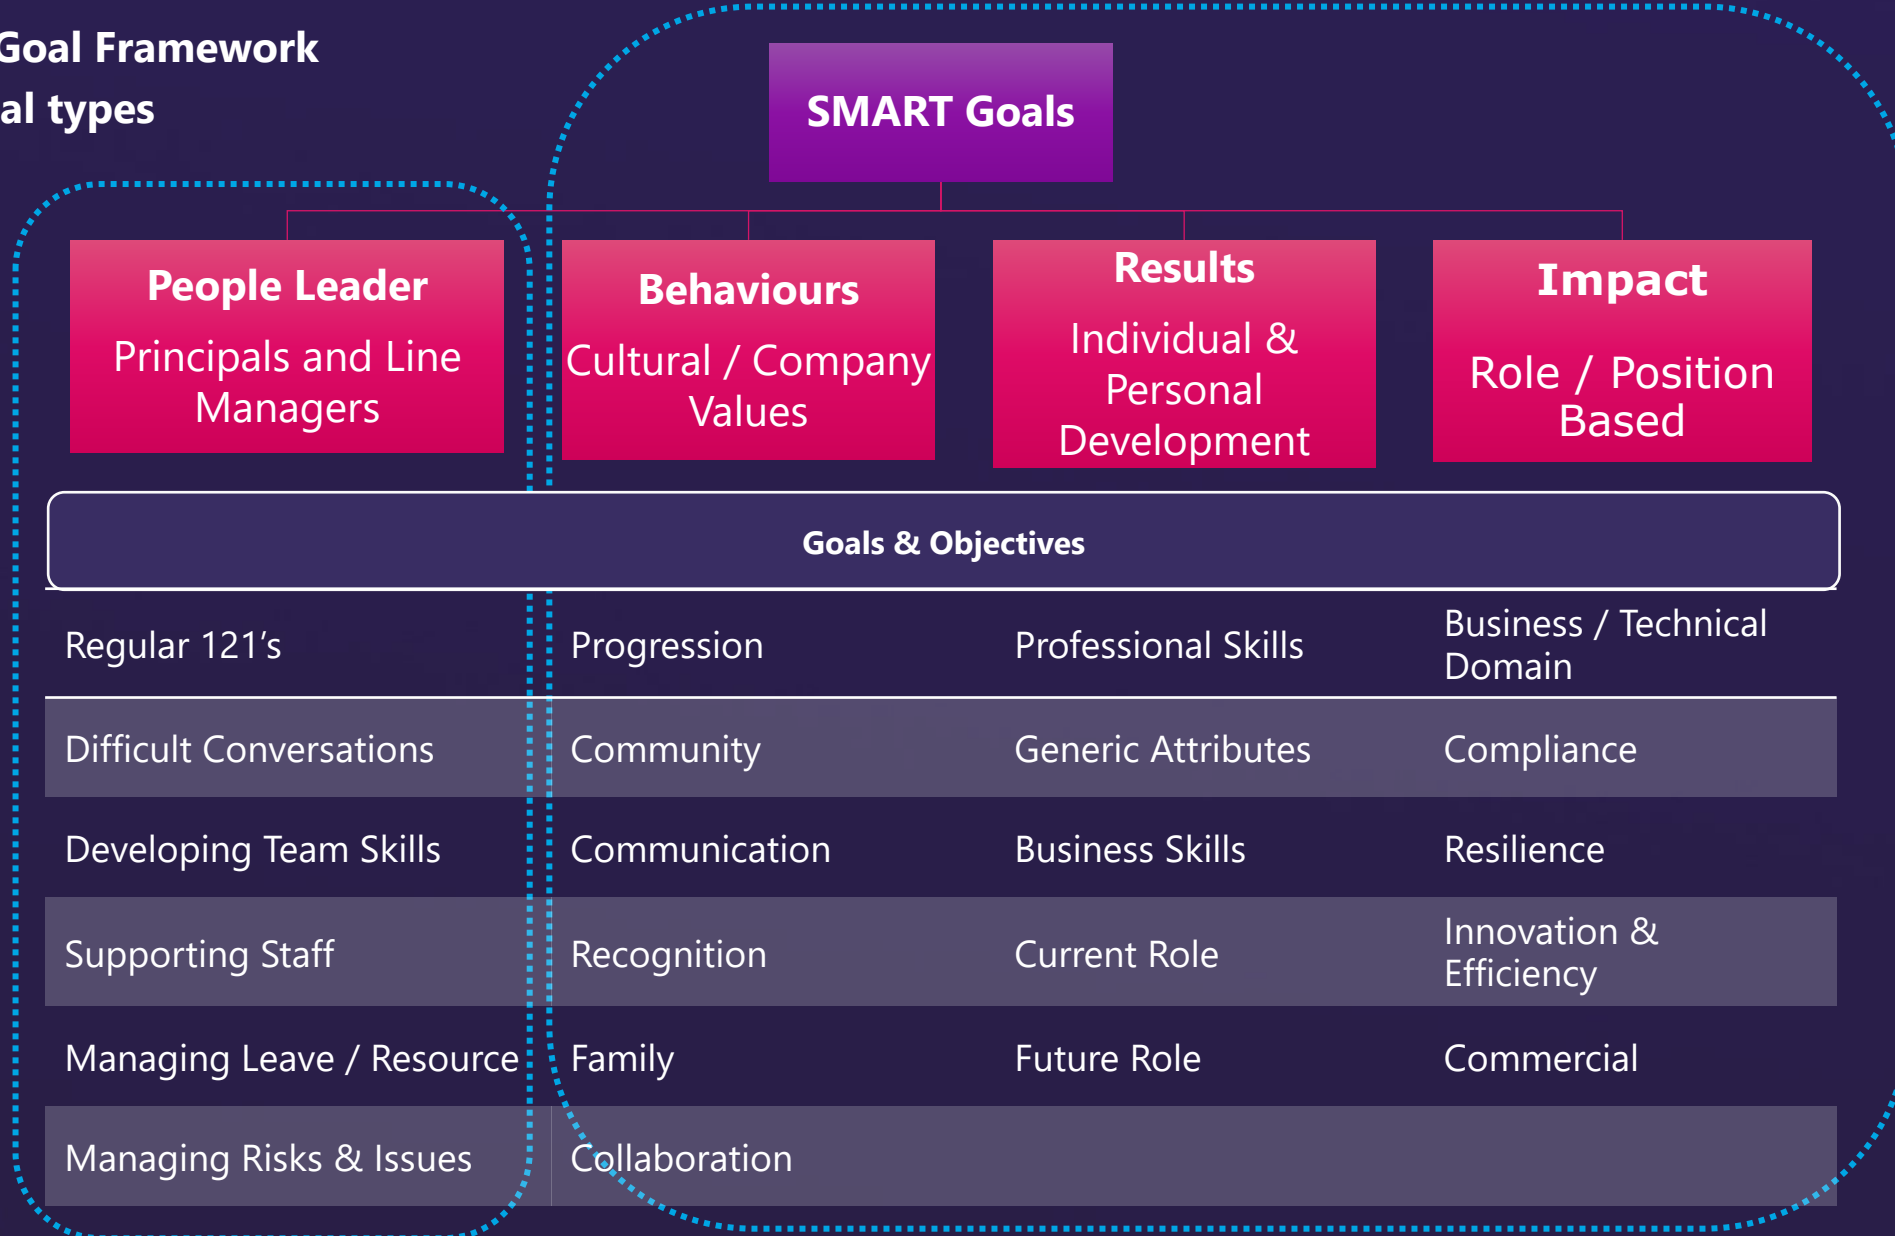 Goal Framework
al types
SMART Goals
People Leader
Principals and Line
Managers
Behaviours
Cultural / Company
Values
Results
Individual &
Personal
Development
Impact
Role / Position
Based
Goals & Objectives
Regular 121’s
Progression
Professional Skills
Business / Technical
Domain
Difficult Conversations
Community
Generic Attributes
Compliance
Developing Team Skills
Communication
Business Skills
Resilience
Supporting Staff
Recognition
Current Role
Innovation &
Efficiency
Managing Leave / Resource
Family
Future Role
Commercial
Managing Risks & Issues
Collaboration